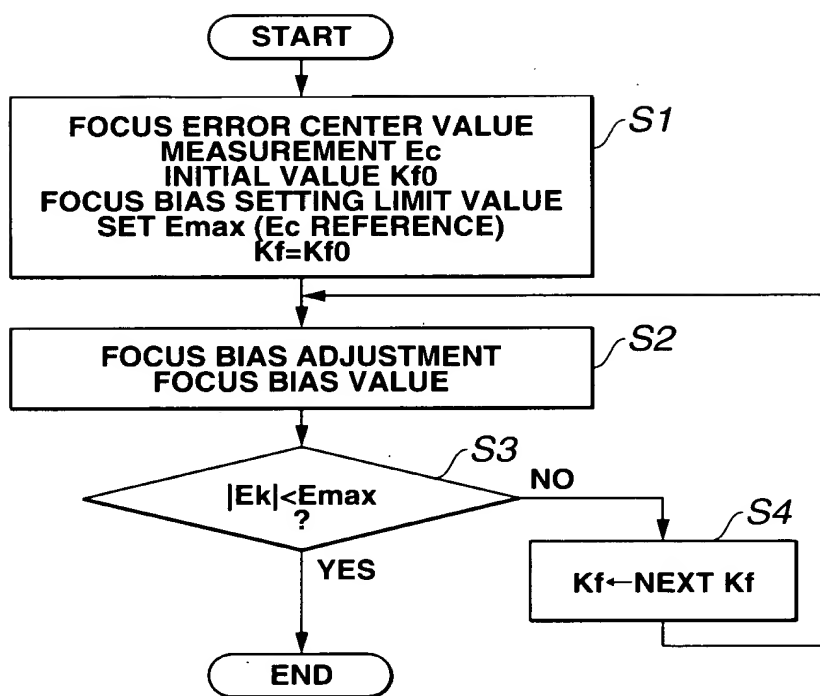 START
S1
FOCUS ERROR CENTER VALUE
MEASUREMENT Ec
INITIAL VALUE Kf0
FOCUS BIAS SETTING LIMIT VALUE
SET Emax (Ec REFERENCE)
Kf=Kf0
S2
FOCUS BIAS ADJUSTMENT
FOCUS BIAS VALUE
S3
|Ek|<Emax
?
NO
YES
S4
Kf←NEXT Kf
END